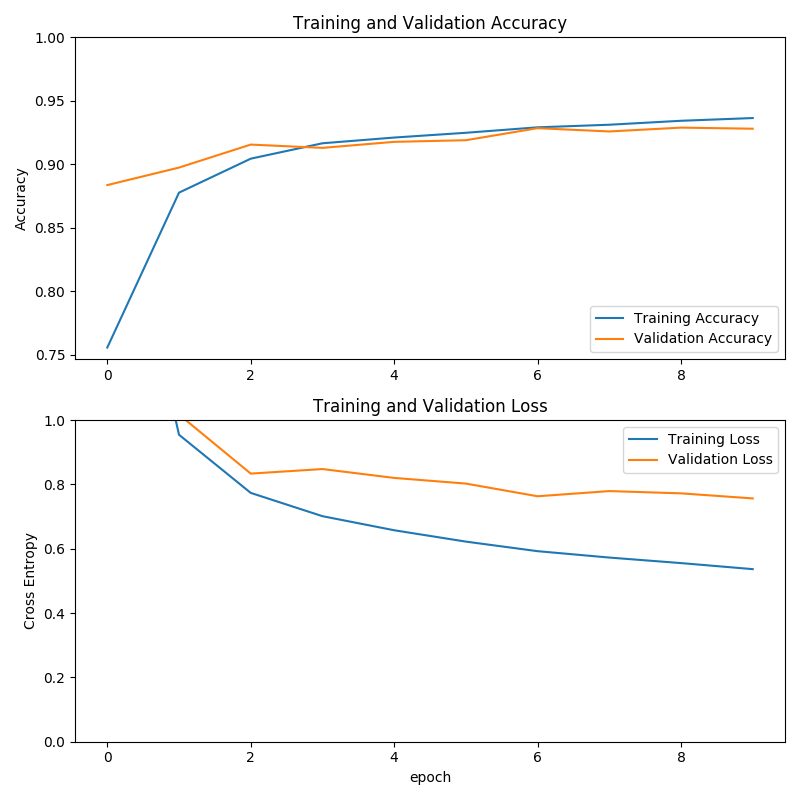 Training and Validation Accuracy
1.00
0.95
0.90
0.85
0.80
0.75
Accuracy
Training Accuracy
Validation Accuracy
0 2 4 6 8
Training and Validation Loss
1.0
0.8
0.6
0.4
0.2
0.0
Cross Entropy
Training Loss
Validation Loss
0 2 4 6 8
epoch